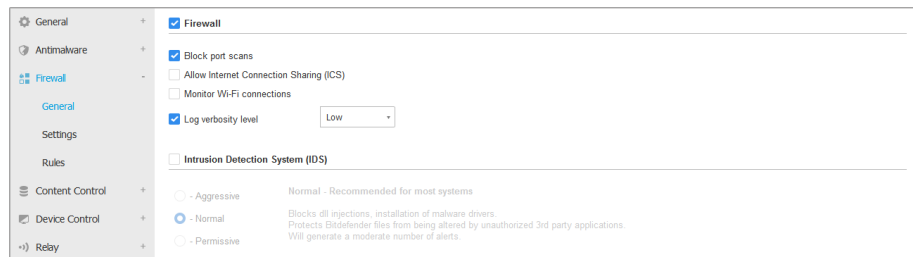 General +
Antimalware +
Firewall -
General
Settings
Rules
Content Control +
Device Control +
Relay +
Firewall
Block port scans
Allow Internet Connection Sharing (ICS)
Monitor Wi-Fi connections
Log verbosity level Low
Intrusion Detection System (IDS)
- Aggressive
- Normal
- Permissive
Normal - Recommended for most systems
Blocks dll injections, installation of malware drivers.
Protects Bitdefender files from being altered by unauthorized 3rd party applications.
Will generate a moderate number of alerts